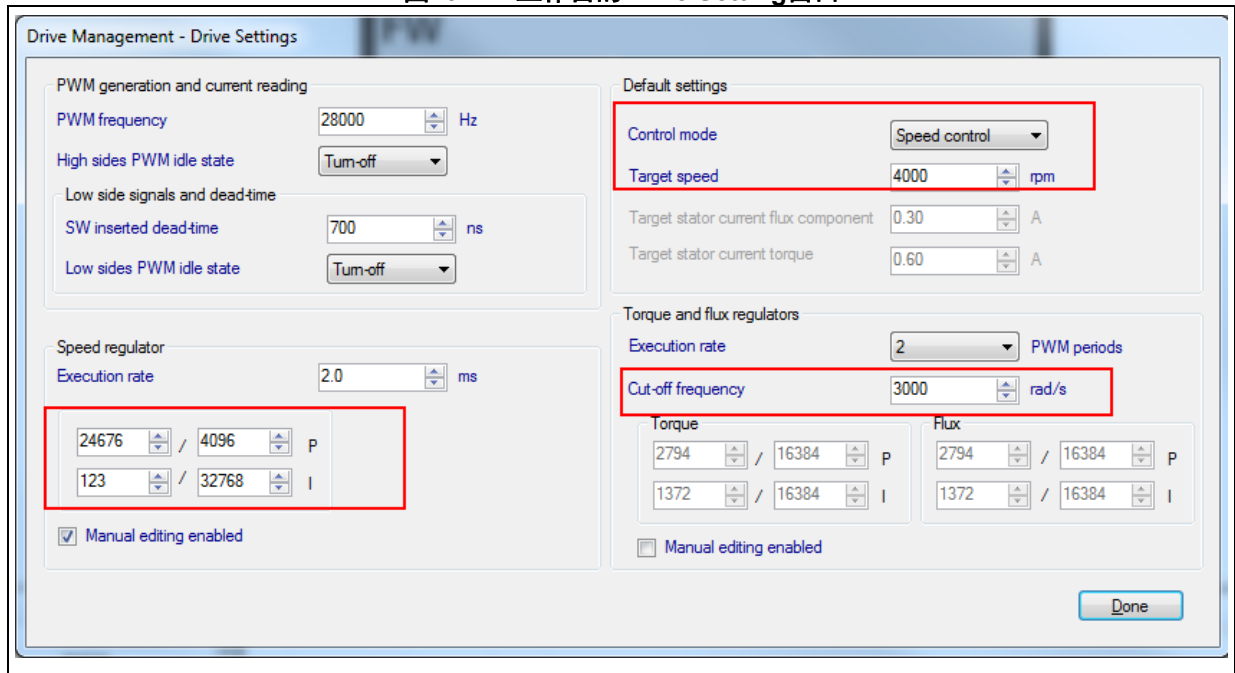 Drive Management - Drive Settings
PWM generation and current reading
PWM frequency 28000 Hz
High sides PWM idle state Turn-off
Low side signals and dead-time
SW inserted dead-time 700 ns
Low sides PWM idle state Turn-off
Speed regulator
Execution rate 2.0 ms
24676 / 4096 P
123 / 32768 I
Manual editing enabled
Default settings
Control mode Speed control
Target speed 4000 rpm
Target stator current flux component 0.30 A
Target stator current torque 0.60 A
Torque and flux regulators
Execution rate 2 PWM periods
Cut-off frequency 3000 rad/s
Torque
2794 / 16384 P
1372 / 16384 I
Flux
2794 / 16384 P
1372 / 16384 I
Manual editing enabled
Done